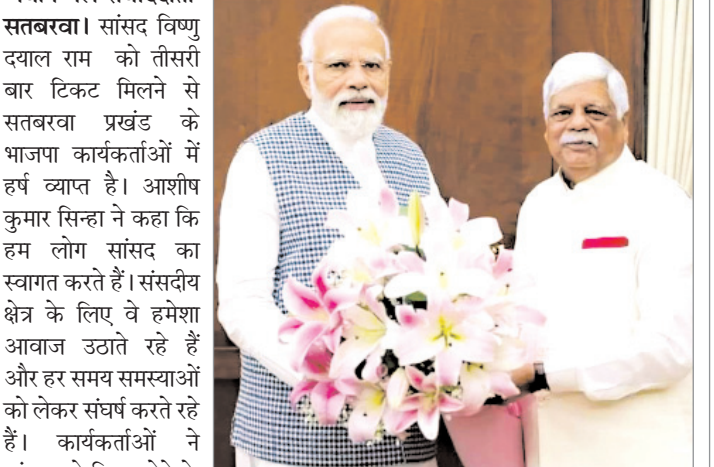 सतबरवा। सांसद विष्णु
दयाल राम को तीसरी
बार टिकट मिलने से
सतबरवा प्रखंड के
भाजपा कार्यकर्ताओं में
हर्ष व्याप्त है। आशीष
कुमार सिन्हा ने कहा कि
हम लोग सांसद का
स्वागत करते हैं। संसदीय
क्षेत्र के लिए वे हमेशा
आवाज उठाते रहे हैं
और हर समय समस्याओं
को लेकर संघर्ष करते रहे
हैं। कार्यकर्ताओं ने